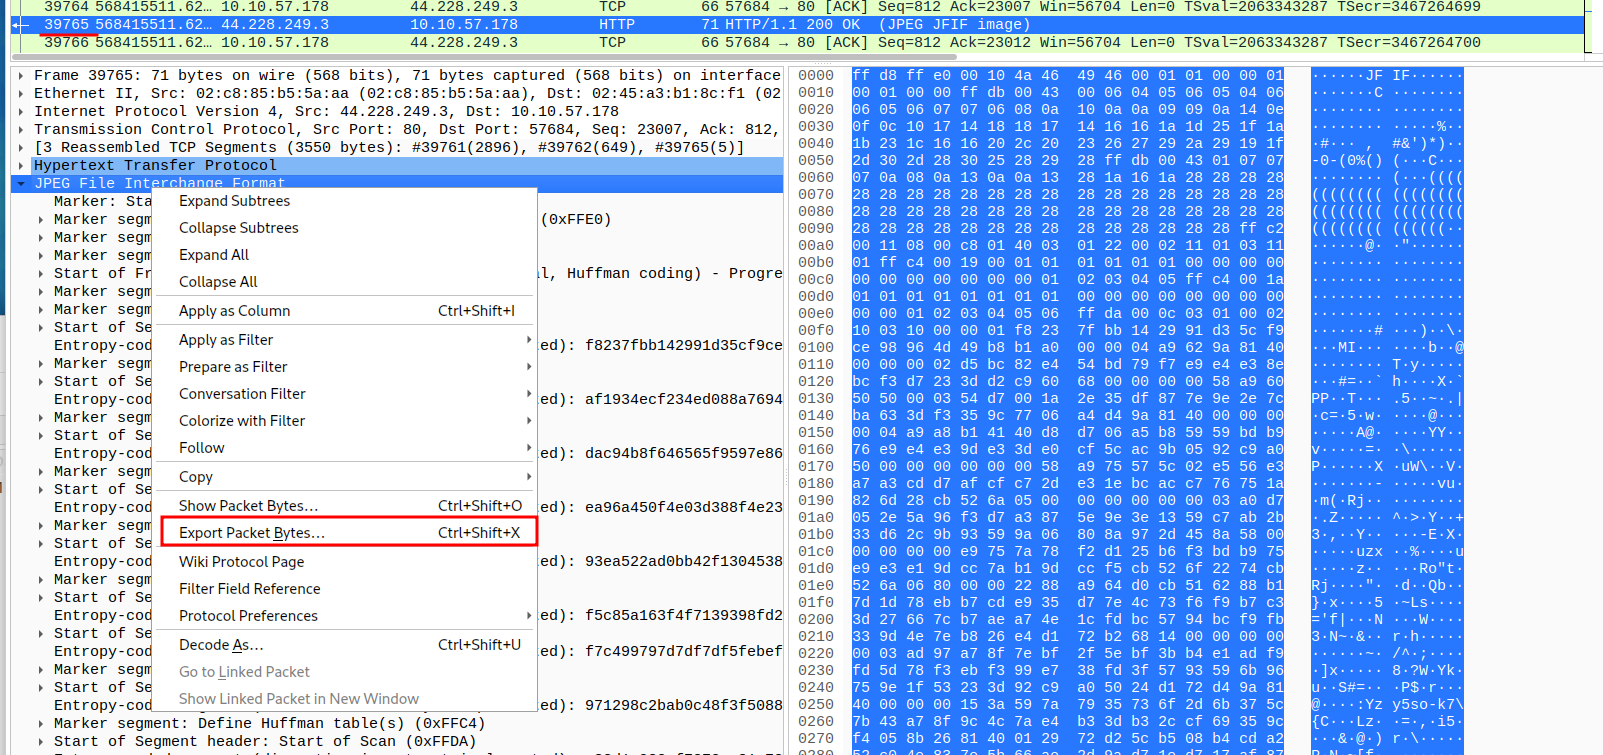 39764 568415511.62… 10.10.57.178 44.228.249.3 TCP 66 57684 → 80 [ACK] Seq=812 Ack=23007 Win=56704 Len=0 TSval=2063343287 TSecr=3467264699
39765 568415511.62… 44.228.249.3 10.10.57.178 HTTP 71 HTTP/1.1 200 OK (JPEG JFIF image)
39766 568415511.62… 10.10.57.178 44.228.249.3 TCP 66 57684 → 80 [ACK] Seq=812 Ack=23012 Win=56704 Len=0 TSval=2063343287 TSecr=3467264700
Frame 39765: 71 bytes on wire (568 bits), 71 bytes captured (568 bits) on interface
Ethernet II, Src: 02:c8:85:b5:5a:aa (02:c8:85:b5:5a:aa), Dst: 02:45:a3:b1:8c:f1 (02
Internet Protocol Version 4, Src: 44.228.249.3, Dst: 10.10.57.178
Transmission Control Protocol, Src Port: 80, Dst Port: 57684, Seq: 23007, Ack: 812,
[3 Reassembled TCP Segments (3550 bytes): #39761(2896), #39762(649), #39765(5)]
Hypertext Transfer Protocol
JPEG File Interchange Format
Marker: Sta
Marker segm (0xFFE0)
Marker segm
Marker segm
Start of Fr l, Huffman coding) - Progre
Marker segm
Marker segm
Start of Seg
Entropy-cod ed): f8237fbb142991d35cf9ce
Marker segm
Start of Seg
Entropy-cod ed): af1934ecf234ed088a7694
Marker segm
Start of Seg
Entropy-cod ed): dac94b8f646565f9597e86
Marker segm
Start of Seg
Entropy-cod ed): ea96a450f4e03d388f4e23
Marker segm
Start of Seg
Entropy-cod ed): 93ea522ad0bb42f1304538
Marker segm
Start of Seg
Entropy-cod ed): f5c85a163f4f7139398fd2
Start of Seg
Entropy-cod ed): f7c499797d7df7df5febef
Marker segm
Start of Seg
Entropy-cod ed): 971298c2bab0c48f3f5088
Marker segment: Define Huffman table(s) (0xFFC4)
Start of Segment header: Start of Scan (0xFFDA)
Expand Subtrees
Collapse Subtrees
Expand All
Collapse All
Apply as Column Ctrl+Shift+I
Apply as Filter
Prepare as Filter
Conversation Filter
Colorize with Filter
Follow
Copy
Show Packet Bytes… Ctrl+Shift+O
Export Packet Bytes… Ctrl+Shift+X
Wiki Protocol Page
Filter Field Reference
Protocol Preferences
Decode As… Ctrl+Shift+U
Go to Linked Packet
Show Linked Packet in New Window
0000 ff d8 ff e0 00 10 4a 46 49 46 00 01 01 00 00 01 ······JF IF······
0010 00 01 00 00 ff db 00 43 00 06 04 05 06 05 04 06 ·······C ········
0020 06 05 06 07 07 06 08 0a 10 0a 0a 09 09 0a 14 0e ········ ········
0030 0f 0c 10 17 14 18 18 17 14 16 16 1a 1d 25 1f 1a ········ ·····%··
0040 1b 23 1c 16 16 20 2c 20 23 26 27 29 2a 29 19 1f ·#··· , #&')*)··
0050 2d 30 2d 28 30 25 28 29 28 ff db 00 43 01 07 07 -0-(0%() (···C···
0060 07 0a 08 0a 13 0a 0a 13 28 1a 16 1a 28 28 28 28 ········ (···((((
0070 28 28 28 28 28 28 28 28 28 28 28 28 28 28 28 28 (((((((( ((((((((
0080 28 28 28 28 28 28 28 28 28 28 28 28 28 28 28 28 (((((((( ((((((((
0090 28 28 28 28 28 28 28 28 28 28 28 28 28 28 ff c2 (((((((( ((((((··
00a0 00 11 08 00 c8 01 40 03 01 22 00 02 11 01 03 11 ······@· ·"······
00b0 01 ff c4 00 19 00 01 01 01 01 01 01 00 00 00 00 ········ ········
00c0 00 00 00 00 00 00 00 01 02 03 04 05 ff c4 00 1a ········ ········
00d0 01 01 01 01 01 01 01 01 00 00 00 00 00 00 00 00 ········ ········
00e0 00 00 01 02 03 04 05 06 ff da 00 0c 03 01 00 02 ········ ········
00f0 10 03 10 00 00 01 f8 23 7f bb 14 29 91 d3 5c f9 ·······# ···)··\·
0100 ce 98 96 4d 49 b8 b1 a0 00 00 04 a9 62 9a 81 40 ···MI··· ····b··@
0110 00 00 00 02 d5 bc 82 e4 54 bd 79 f7 e9 e4 e3 8e ········ T·y·····
0120 bc f3 d7 23 3d d2 c9 60 68 00 00 00 00 58 a9 60 ···#=··` h····X·`
0130 50 50 00 03 54 d7 00 1a 2e 35 df 87 7e 9e 2e 7c PP··T··· .5··~·.|
0140 ba 63 3d f3 35 9c 77 06 a4 d4 9a 81 40 00 00 00 ·c=·5·w· ····@···
0150 00 04 a9 a8 b1 41 40 d8 d7 06 a5 b8 59 59 bd b9 ·····A@· ····YY··
0160 76 e9 e4 e3 9d e3 3d e0 cf 5c ac 9b 05 92 c9 a0 v·····=· ·\······
0170 50 00 00 00 00 00 00 58 a9 75 57 5c 02 e5 56 e3 P······X ·uW\··V·
0180 a7 a3 cd d7 af cf c7 2d e3 1e bc ac c7 76 75 1a ·······- ·····vu·
0190 82 6d 28 cb 52 6a 05 00 00 00 00 00 00 03 a0 d7 ·m(·Rj·· ········
01a0 05 2e 5a 96 f3 d7 a3 87 5e 9e 3e 13 59 c7 ab 2b ·.Z····· ^·>·Y··+
01b0 33 d6 2c 9b 93 59 9a 06 80 8a 97 2d 45 8a 58 00 3·,··Y·· ···-E·X·
01c0 00 00 00 00 e9 75 7a 78 f2 d1 25 b6 f3 bd b9 75 ·····uzx ··%····u
01d0 e9 e3 e1 9d cc 7a b1 9d cc f5 cb 52 6f 22 74 cb ·····z·· ···Ro"t·
01e0 52 6a 06 80 00 00 22 88 a9 64 d0 cb 51 62 88 b1 Rj····"· ·d··Qb··
01f0 7d 1d 78 eb b7 cd e9 35 d7 7e 4c 73 f6 f9 b7 c3 }·x····5 ·~Ls····
0200 3d 27 66 7c b7 ae a7 4e 1c fd bc 57 94 bc f9 fb ='f|···N ···W····
0210 33 9d 4e 7e b8 26 e4 d1 72 b2 68 14 00 00 00 00 3·N~·&·· r·h·····
0220 00 03 ad 97 a8 7f 7e bf 2f 5e bf 3b b4 e1 ad f9 ······~· /^·;····
0230 fd 5d 78 f3 eb f3 99 e7 38 fd 3f 57 93 59 6b 96 ·]x····· 8·?W·Yk·
0240 75 9e 1f 53 23 3d 92 c9 a0 50 24 d1 72 d4 9a 81 u··S#=·· ·P$·r···
0250 40 00 00 00 15 3a 59 7a 79 35 73 6f 2d 6b 37 5c @····:Yz y5so-k7\
0260 7b 43 a7 8f 9c 4c 7a e4 b3 3d b3 2c cf 69 35 9c {C···Lz· ·=·,·i5·
0270 f4 05 8b 26 81 40 01 29 72 d2 5c b5 08 b4 cd a2 ···&·@·) r·\·····